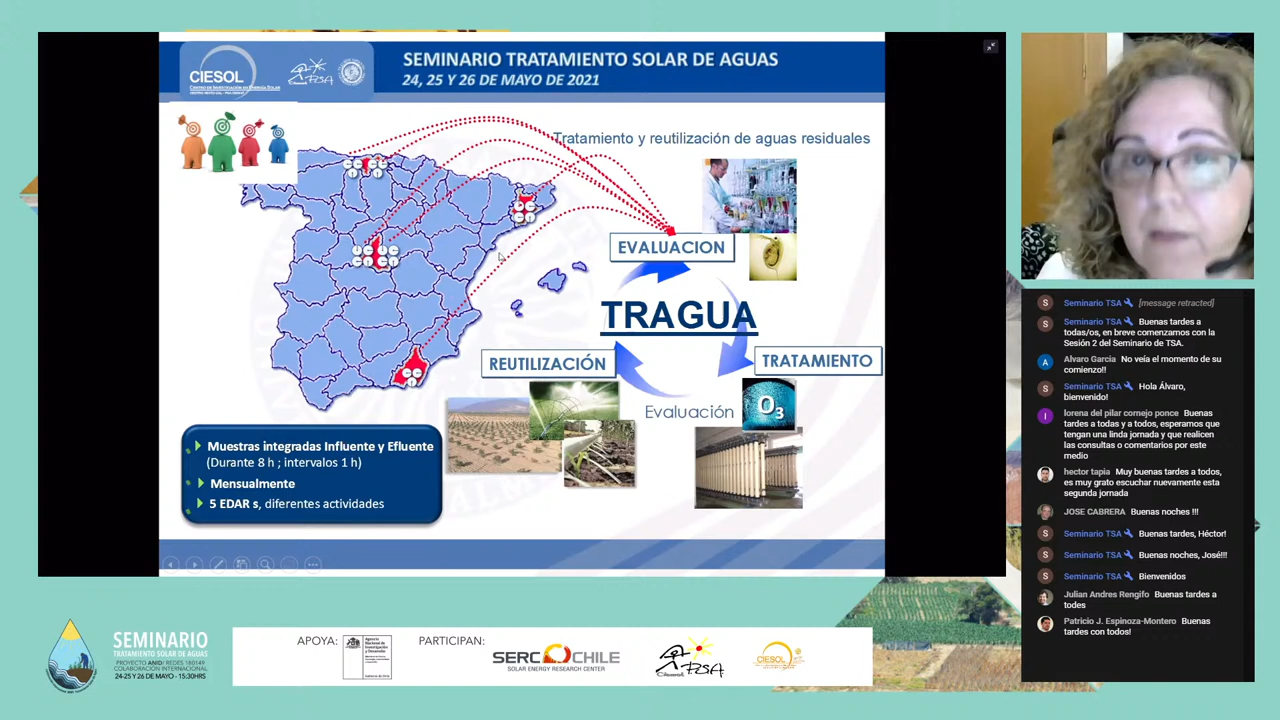 CIESOL
PSA
SEMINARIO TRATAMIENTO SOLAR DE AGUAS
24, 25 Y 26 DE MAYO DE 2021
Tratamiento y reutilización de aguas residuales
EVALUACION
TRAGUA
REUTILIZACIÓN
TRATAMIENTO
Evaluación
O3
Muestras integradas Influente y Efluente
(Durante 8 h ; intervalos 1 h)
Mensualmente
5 EDAR s, diferentes actividades
Seminario TSA [message retracted]
Seminario TSA Buenas tardes a
todas/os, en breve comenzamos con la
Sesión 2 del Seminario de TSA.
Alvaro Garcia No veía el momento de su
comienzo!!
Seminario TSA Hola Álvaro,
bienvenido!
lorena del pilar cornejo ponce Buenas
tardes a todas y a todos, esperamos que
tengan una linda jornada y que realicen
las consultas o comentarios por este
medio
hector tapia Muy buenas tardes a todos,
es muy grato escuchar nuevamente esta
segunda jornada
JOSE CABRERA Buenas noches !!!
Seminario TSA Buenas tardes, Héctor!
Seminario TSA Buenas noches, José!!!
Seminario TSA Bienvenidos
Julian Andres Rengifo Buenas tardes a
todes
Patricio J. Espinoza-Montero Buenas
tardes con todos!
SEMINARIO
TRATAMIENTO SOLAR DE AGUAS
PROYECTO ANID/ REDES 180149
COLABORACIÓN INTERNACIONAL
24-25 Y 26 DE MAYO - 15:30HRS
APOYA:
PARTICIPAN:
SERC CHILE
SOLAR ENERGY RESEARCH CENTER
PSA
CIESOL